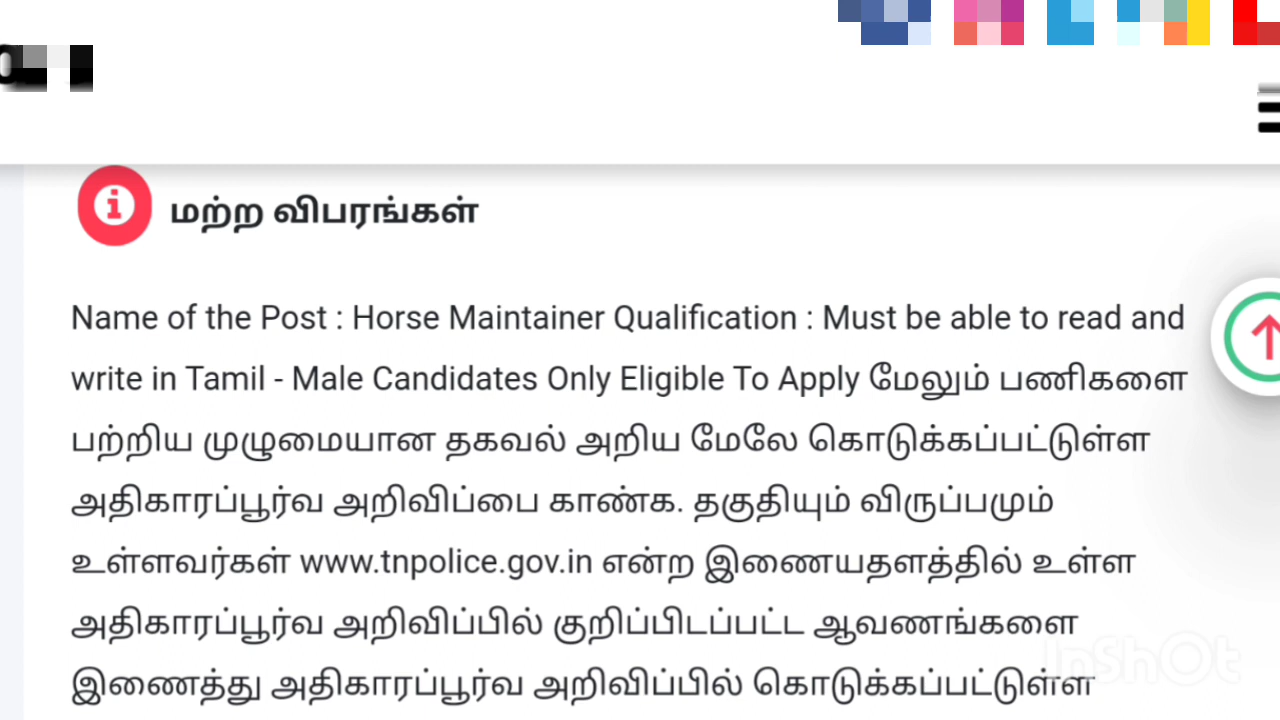 மற்ற விபரங்கள்
Name of the Post : Horse Maintainer Qualification : Must be able to read and
write in Tamil - Male Candidates Only Eligible To Apply மேலும் பணிகளை
பற்றிய முழுமையான தகவல் அறிய மேலே கொடுக்கப்பட்டுள்ள
அதிகாரப்பூர்வ அறிவிப்பை காண்க. தகுதியும் விருப்பமும்
உள்ளவர்கள் www.tnpolice.gov.in என்ற இணையதளத்தில் உள்ள
அதிகாரப்பூர்வ அறிவிப்பில் குறிப்பிடப்பட்ட ஆவணங்களை
இணைத்து அதிகாரப்பூர்வ அறிவிப்பில் கொடுக்கப்பட்டுள்ள
InShOt